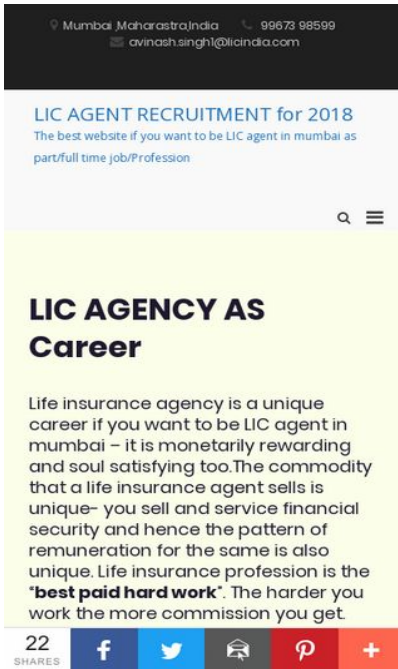 Mumbai ,Maharastra,India 99673 98599
avinash.singh1@licindia.com
LIC AGENT RECRUITMENT for 2018
The best website if you want to be LIC agent in mumbai as
part/full time job/Profession
LIC AGENCY AS
Career
Life insurance agency is a unique
career if you want to be LIC agent in
mumbai – it is monetarily rewarding
and soul satisfying too.The commodity
that a life insurance agent sells is
unique- you sell and service financial
security and hence the pattern of
remuneration for the same is also
unique. Life insurance profession is the
"best paid hard work". The harder you
work the more commission you get.
22
SHARES